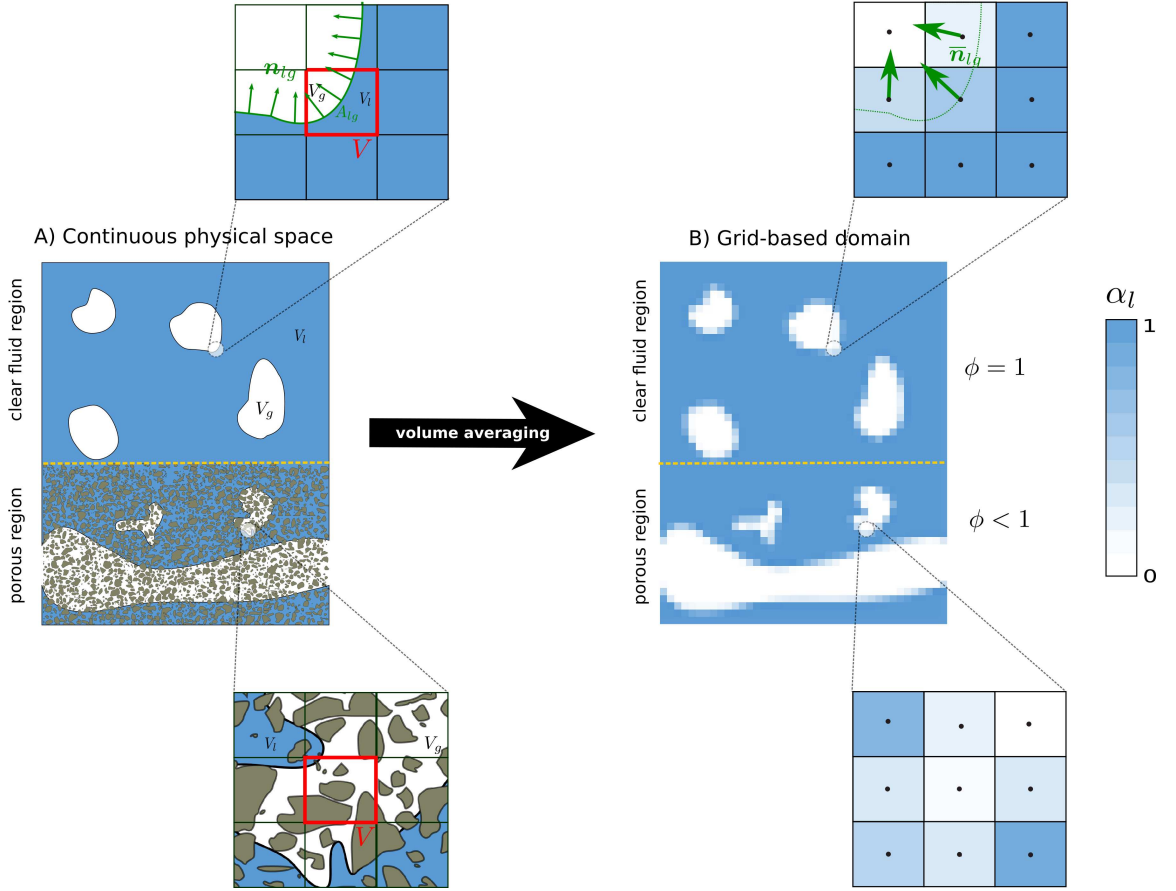 n_lg
V_g
V_l
A_lg
V
n̅_lg
A) Continuous physical space
B) Grid-based domain
clear fluid region
V_l
V_g
porous region
volume averaging
clear fluid region
porous region
ϕ = 1
ϕ < 1
α_l
1
0
V_l
V_g
V